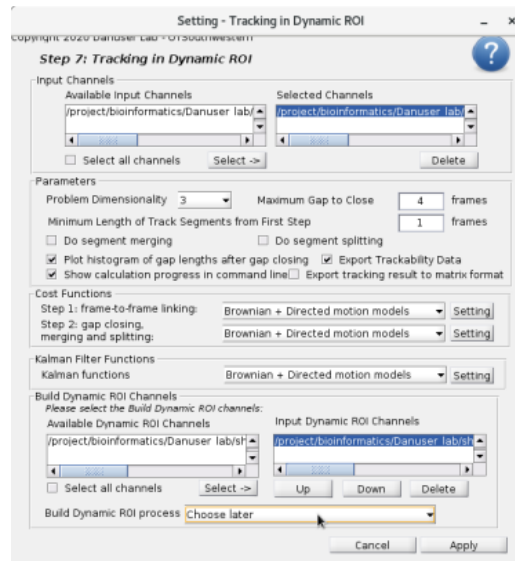 Setting - Tracking in Dynamic ROI
Copyright 2020 Danuser Lab - UTSouthwestern
Step 7: Tracking in Dynamic ROI
?
Input Channels
Available Input Channels Selected Channels
/project/bioinformatics/Danuser_lab/ /project/bioinformatics/Danuser_lab/
Select all channels Select -> Delete
Parameters
Problem Dimensionality 3 Maximum Gap to Close 4 frames
Minimum Length of Track Segments from First Step 1 frames
Do segment merging Do segment splitting
Plot histogram of gap lengths after gap closing Export Trackability Data
Show calculation progress in command line Export tracking result to matrix format
Cost Functions
Step 1: frame-to-frame linking: Brownian + Directed motion models Setting
Step 2: gap closing,
merging and splitting: Brownian + Directed motion models Setting
Kalman Filter Functions
Kalman functions Brownian + Directed motion models Setting
Build Dynamic ROI Channels
Please select the Build Dynamic ROI channels:
Available Dynamic ROI Channels Input Dynamic ROI Channels
/project/bioinformatics/Danuser_lab/sh /project/bioinformatics/Danuser_lab/sh
Select all channels Select -> Up Down Delete
Build Dynamic ROI process Choose later
Cancel Apply